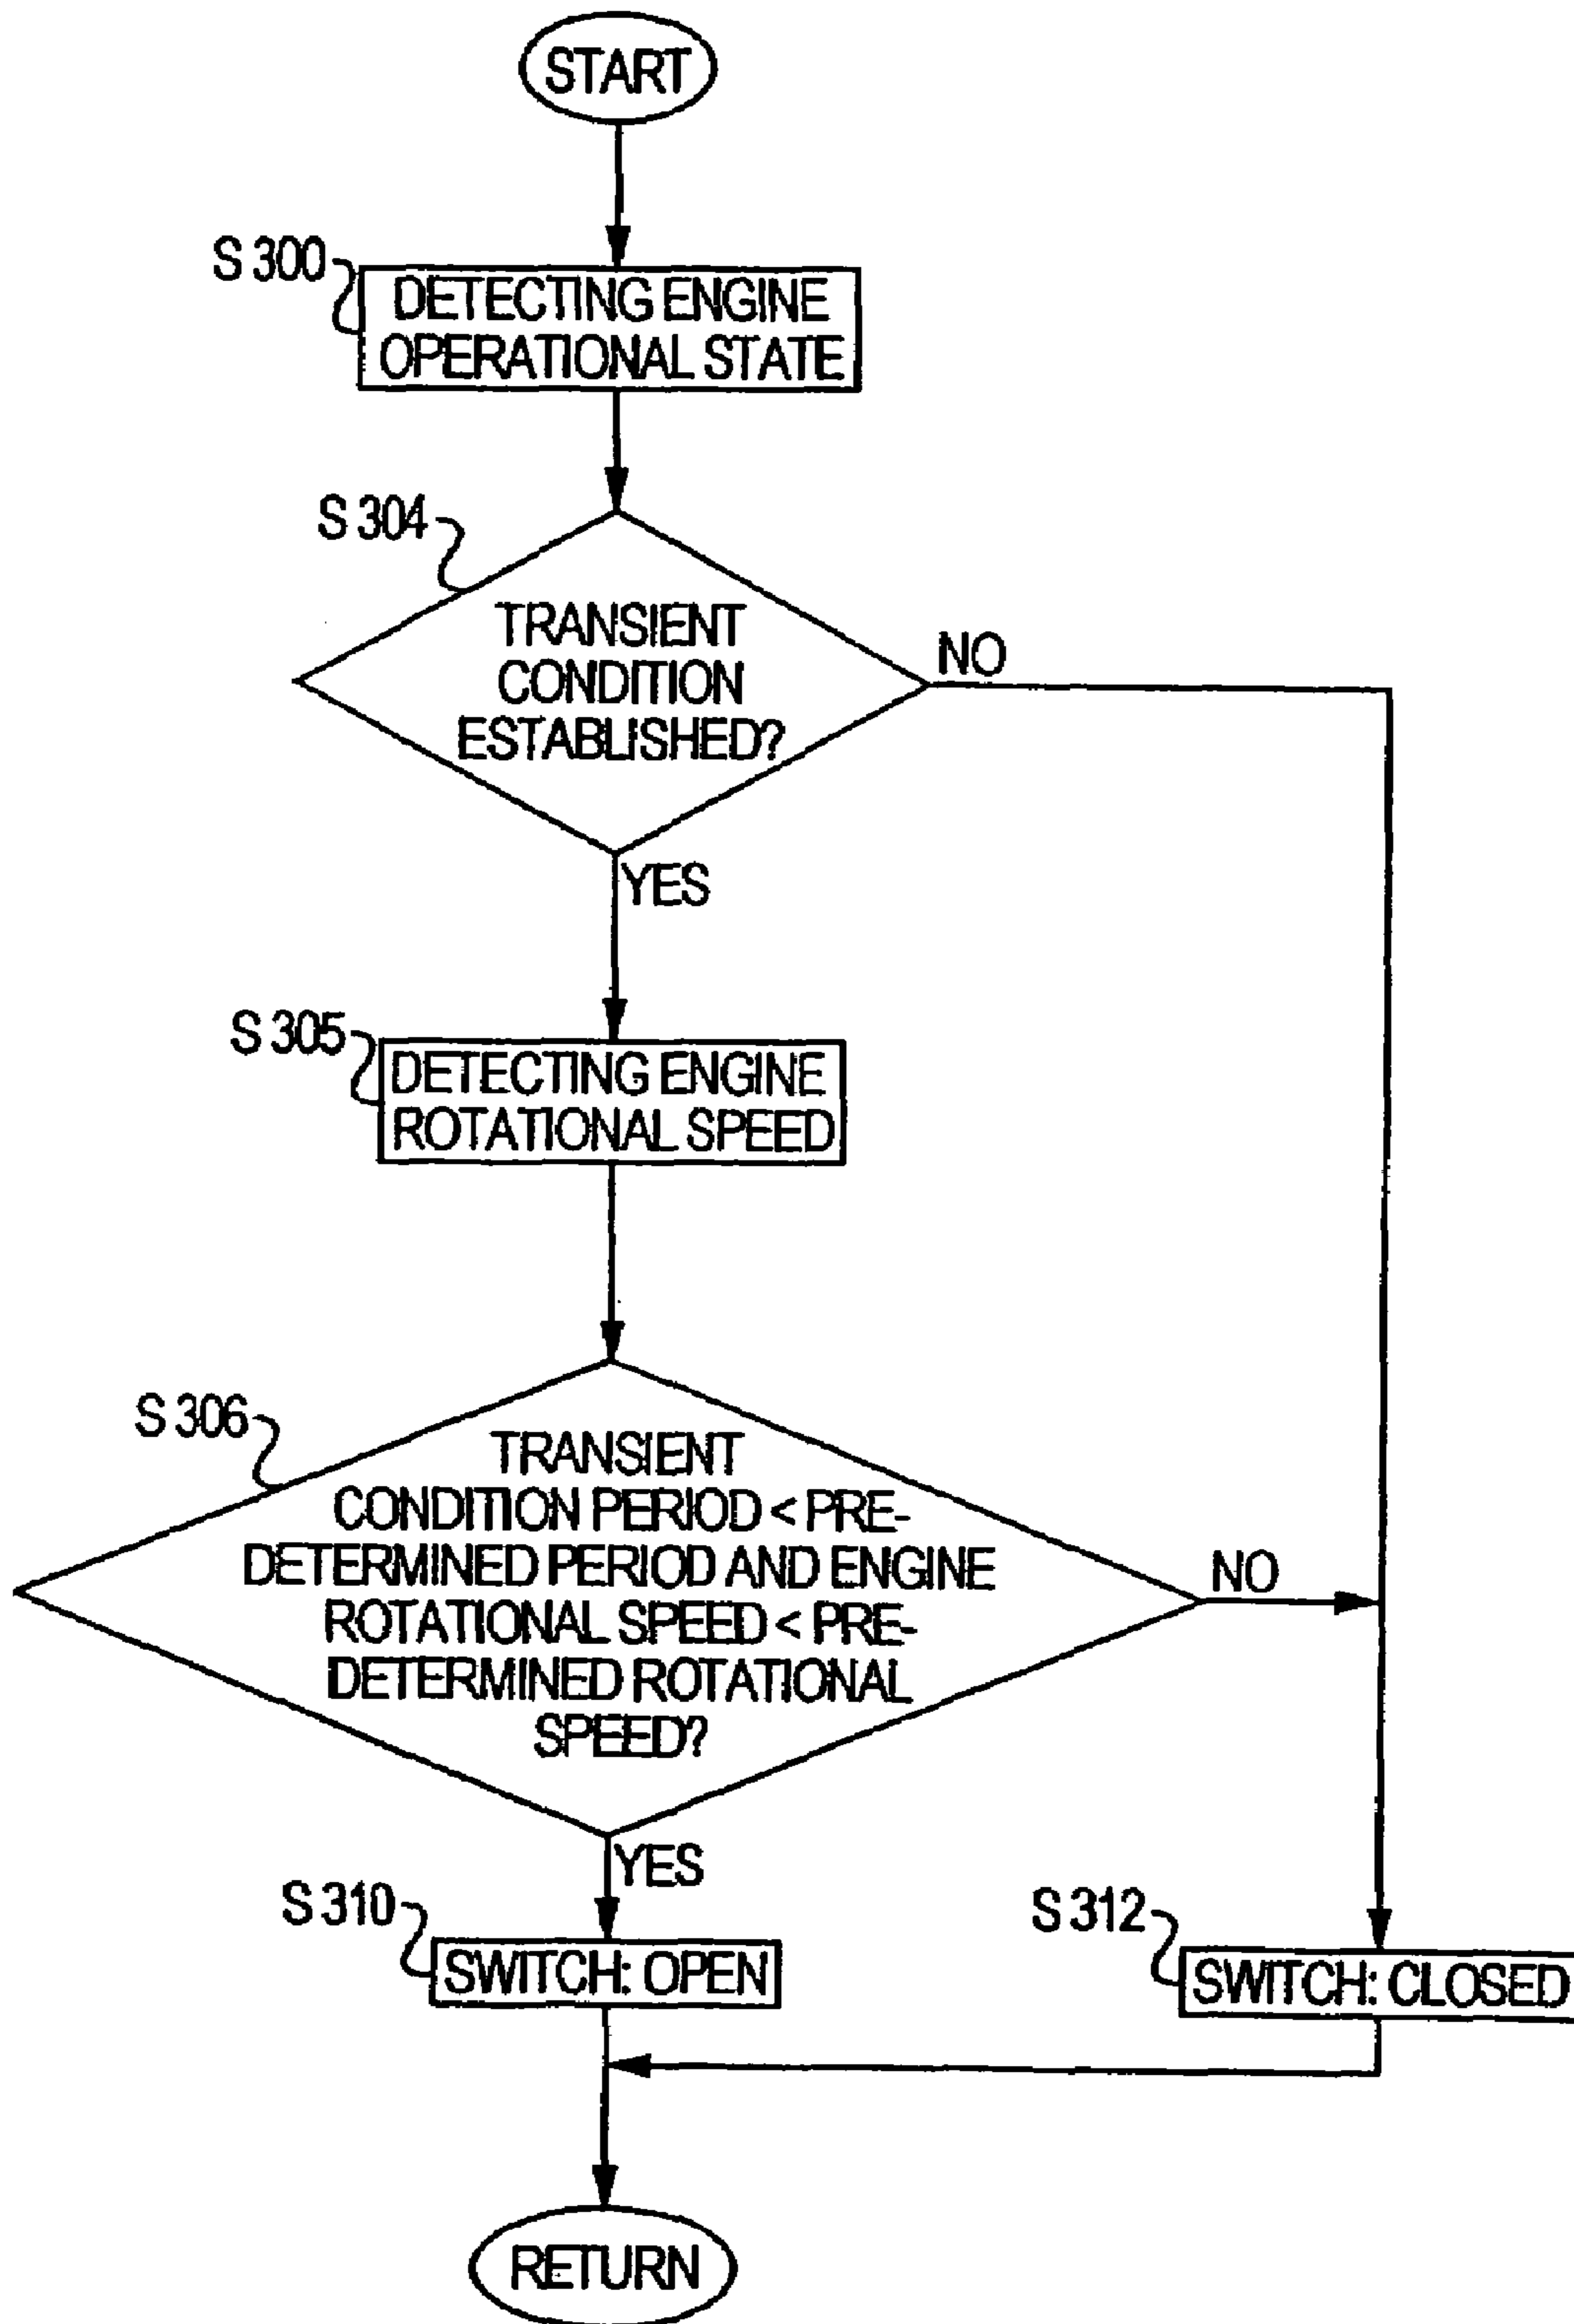 START
S 300
DETECTING ENGINE
OPERATIONAL STATE
S 304
TRANSIENT
CONDITION
ESTABLISHED?
NO
YES
S 305
DETECTING ENGINE
ROTATIONAL SPEED
S 306
TRANSIENT
CONDITION PERIOD < PRE-
DETERMINED PERIOD AND ENGINE
ROTATIONAL SPEED < PRE-
DETERMINED ROTATIONAL
SPEED?
NO
YES
S 310
SWITCH: OPEN
S 312
SWITCH: CLOSED
RETURN